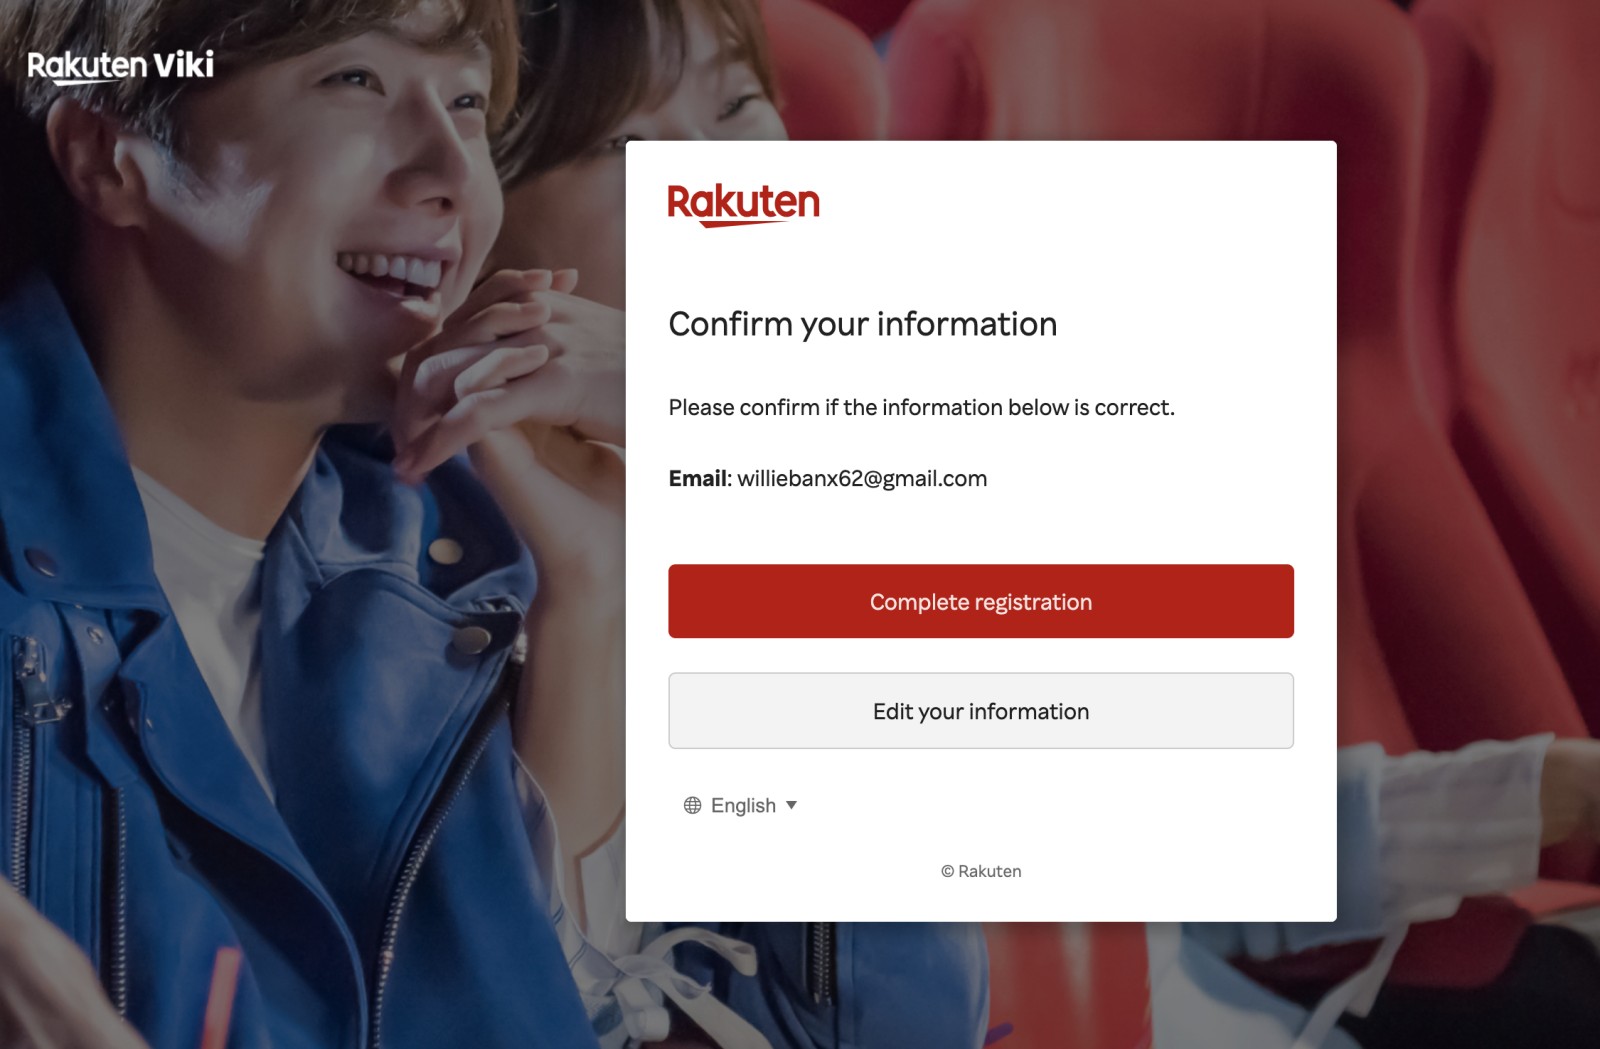 Rakuten Viki
Rakuten
Confirm your information
Please confirm if the information below is correct.
Email: williebanx62@gmail.com
Complete registration
Edit your information
English
© Rakuten